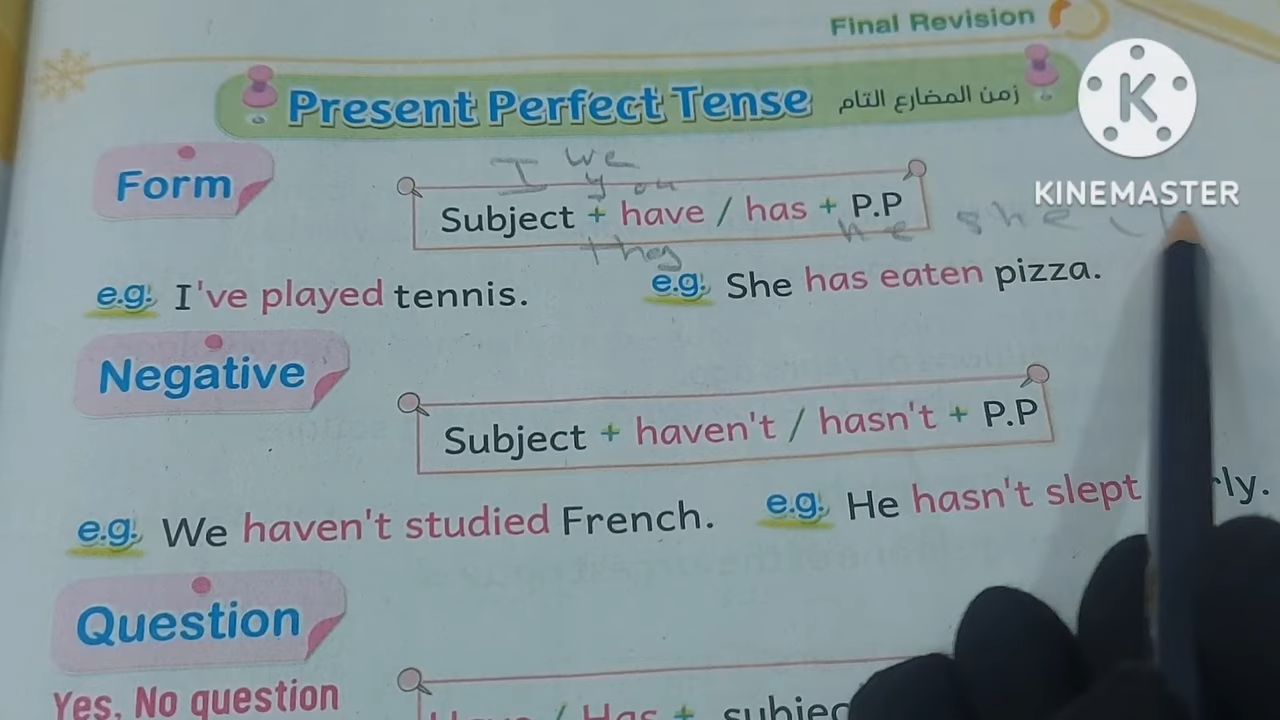 Final Revision
Present Perfect Tense زمن المضارع التام
K
KINEMASTER
Form
I we
you
Subject + have / has + P.P
they he she
e.g. I've played tennis.
e.g. She has eaten pizza.
Negative
Subject + haven't / hasn't + P.P
e.g. We haven't studied French.
e.g. He hasn't slept
Question
Yes, No question
Have / Has +